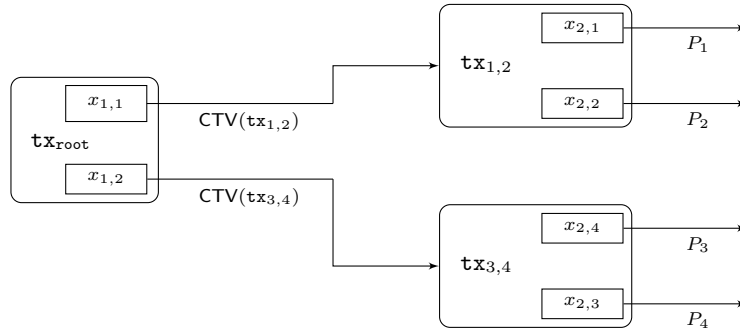 tx_root
x_{1,1}
x_{1,2}
CTV(tx_{1,2})
CTV(tx_{3,4})
tx_{1,2}
x_{2,1}
x_{2,2}
P_1
P_2
tx_{3,4}
x_{2,4}
x_{2,3}
P_3
P_4